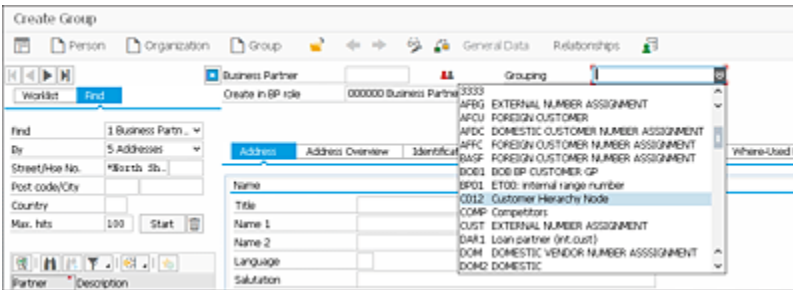 Create Group
Person Organization Group General Data Relationships
Business Partner Grouping
Worklist Find Create in BP role 000000 Business Partne
3333
AFBG EXTERNAL NUMBER ASSIGNMENT
AFCU FOREIGN CUSTOMER
AFDC DOMESTIC CUSTOMER NUMBER ASSIGNMENT
AFFC FOREIGN CUSTOMER NUMBER ASSIGNMENT
BASF FOREIGN CUSTOMER NUMBER ASSIGNMENT
BOB1 BOB BP CUSTOMER GP
BP01 ET00: internal range number
C012 Customer Hierarchy Node
COMP Competitors
CUST EXTERNAL NUMBER ASSIGNMENT
DAR1 Loan partner (int.cust)
DOM DOMESTIC VENDOR NUMBER ASSSIGNMENT
DOM2 DOMESTIC
Find 1 Business Partn..
By 5 Addresses
Street/Hse No. *North Sh..
Post code/City
Country
Max. hits 100 Start
Partner Description
Address Address Overview Identificat Where-Used
Name
Title
Name 1
Name 2
Language
Salutation